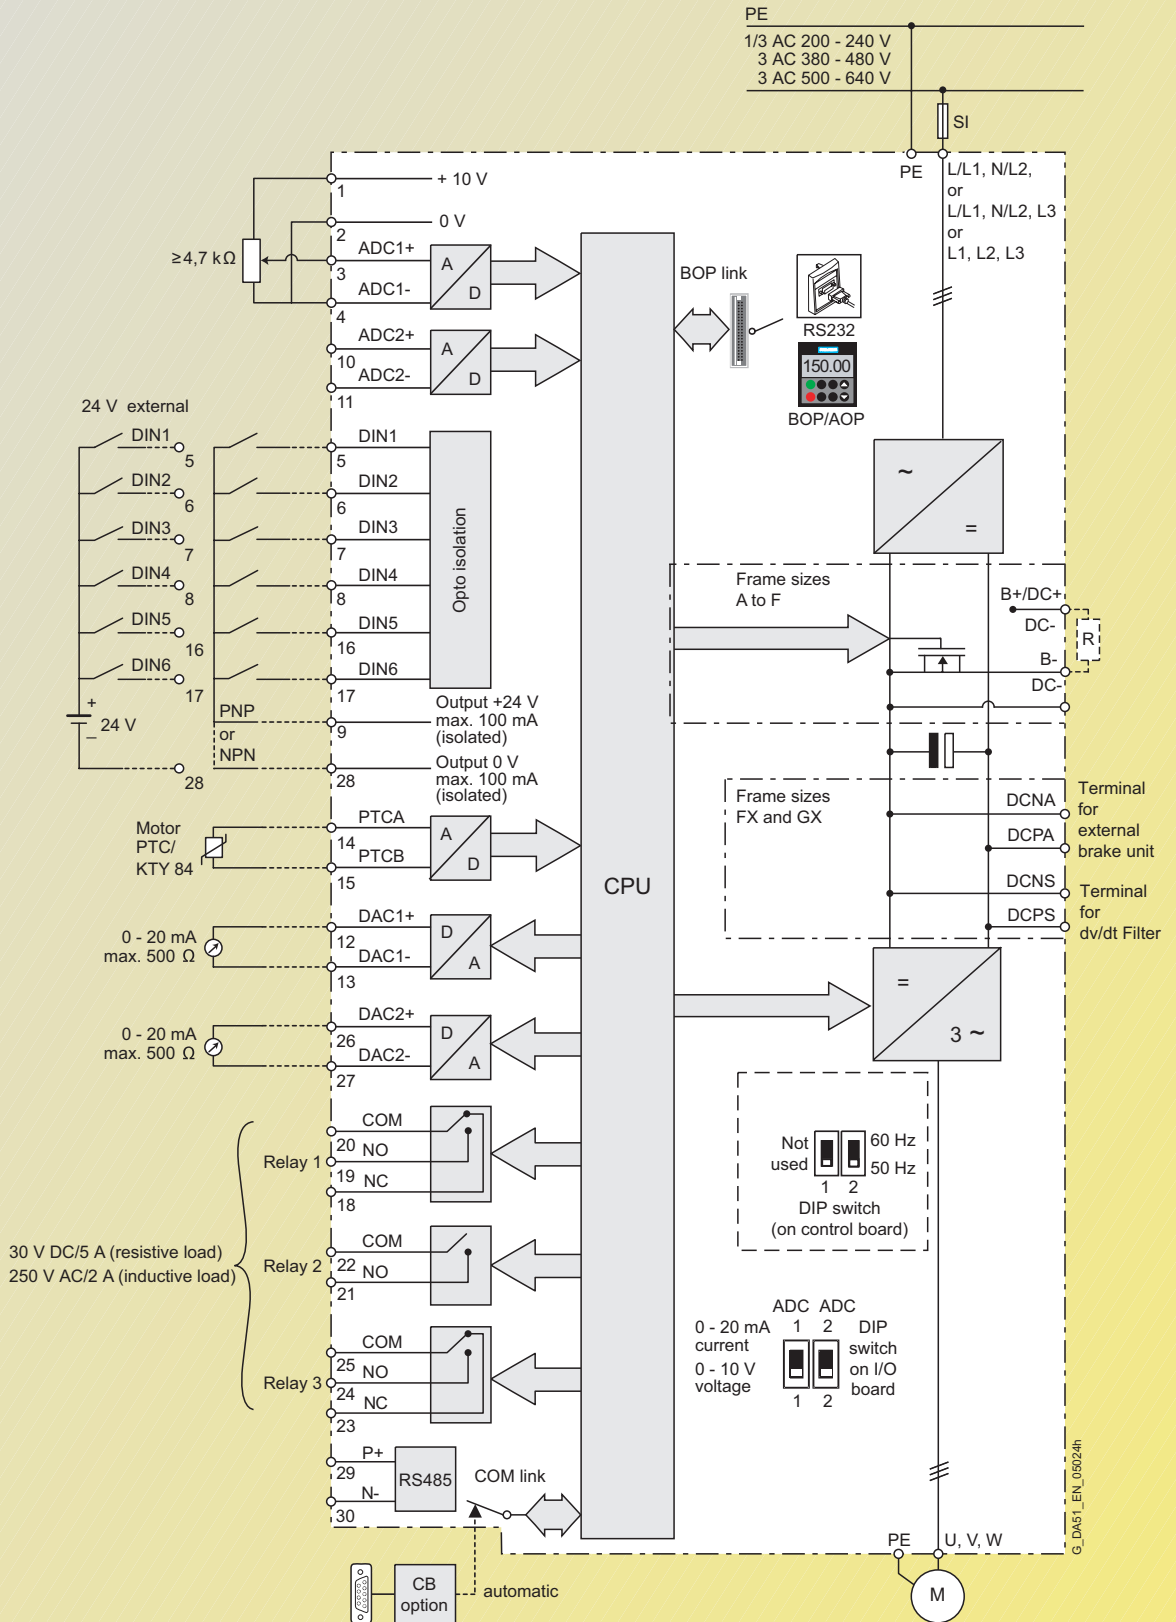 PE
1/3 AC 200 - 240 V
3 AC 380 - 480 V
3 AC 500 - 640 V
SI
PE
L/L1, N/L2,
or
L/L1, N/L2, L3
or
L1, L2, L3
1
+ 10 V
2
0 V
≥4,7 kΩ
ADC1+
3
ADC1-
4
A
D
ADC2+
10
ADC2-
11
A
D
BOP link
RS232
150.00
BOP/AOP
24 V external
DIN1
5
DIN2
6
DIN3
7
DIN4
8
DIN5
16
DIN6
17
+
_
24 V
28
DIN1
5
DIN2
6
DIN3
7
DIN4
8
DIN5
16
DIN6
17
Opto isolation
PNP
or
NPN
9
Output +24 V
max. 100 mA
(isolated)
28
Output 0 V
max. 100 mA
(isolated)
~
=
Frame sizes
A to F
B+/DC+
DC-
R
B-
DC-
Frame sizes
FX and GX
DCNA
DCPA
DCNS
DCPS
Terminal
for
external
brake unit
Terminal
for
dv/dt Filter
Motor
PTC/
KTY 84
PTCA
14
PTCB
15
A
D
CPU
0 - 20 mA
max. 500 Ω
DAC1+
12
DAC1-
13
D
A
0 - 20 mA
max. 500 Ω
DAC2+
26
DAC2-
27
D
A
=
3 ~
30 V DC/5 A (resistive load)
250 V AC/2 A (inductive load)
Relay 1
COM
20
NO
19
NC
18
Relay 2
COM
22
NO
21
Relay 3
COM
25
NO
24
NC
23
Not
used
60 Hz
50 Hz
1 2
DIP switch
(on control board)
ADC ADC
1 2
0 - 20 mA
current
0 - 10 V
voltage
DIP
switch
on I/O
board
1 2
P+
29
N-
30
RS485
COM link
CB
option
automatic
PE
U, V, W
M
G_DA51_EN_05024h